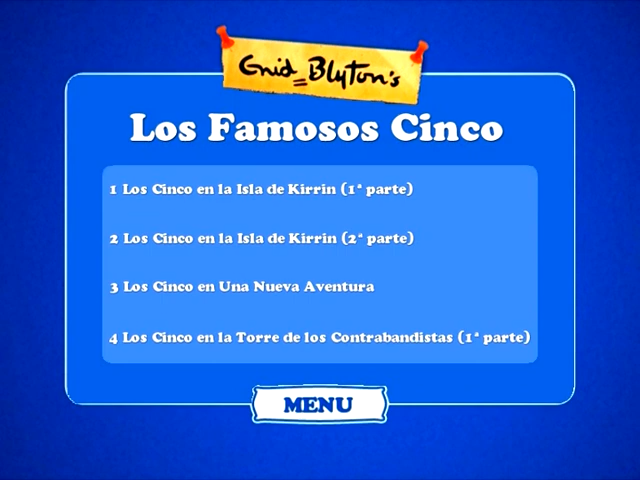 Enid Blyton's
Los Famosos Cinco
1 Los Cinco en la Isla de Kirrin (1ª parte)
2 Los Cinco en la Isla de Kirrin (2ª parte)
3 Los Cinco en Una Nueva Aventura
4 Los Cinco en la Torre de los Contrabandistas (1ª parte)
MENU